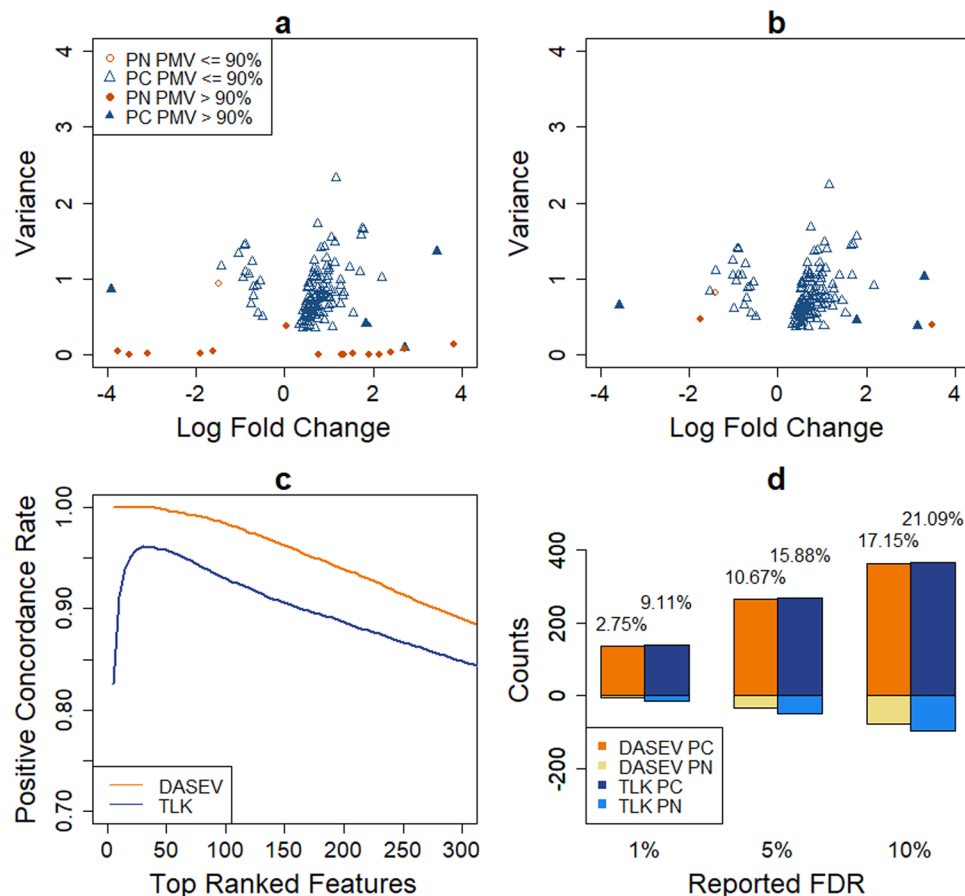 a
PN PMV <= 90%
PC PMV <= 90%
PN PMV > 90%
PC PMV > 90%
Variance
4
3
2
1
0
-4
-2
0
2
4
Log Fold Change
b
Variance
4
3
2
1
0
-4
-2
0
2
4
Log Fold Change
c
Positive Concordance Rate
1.00
0.90
0.80
0.70
DASEV
TLK
0
50
100
150
200
250
300
Top Ranked Features
d
Counts
400
200
0
-200
2.75%
9.11%
10.67%
15.88%
17.15%
21.09%
DASEV PC
DASEV PN
TLK PC
TLK PN
1%
5%
10%
Reported FDR